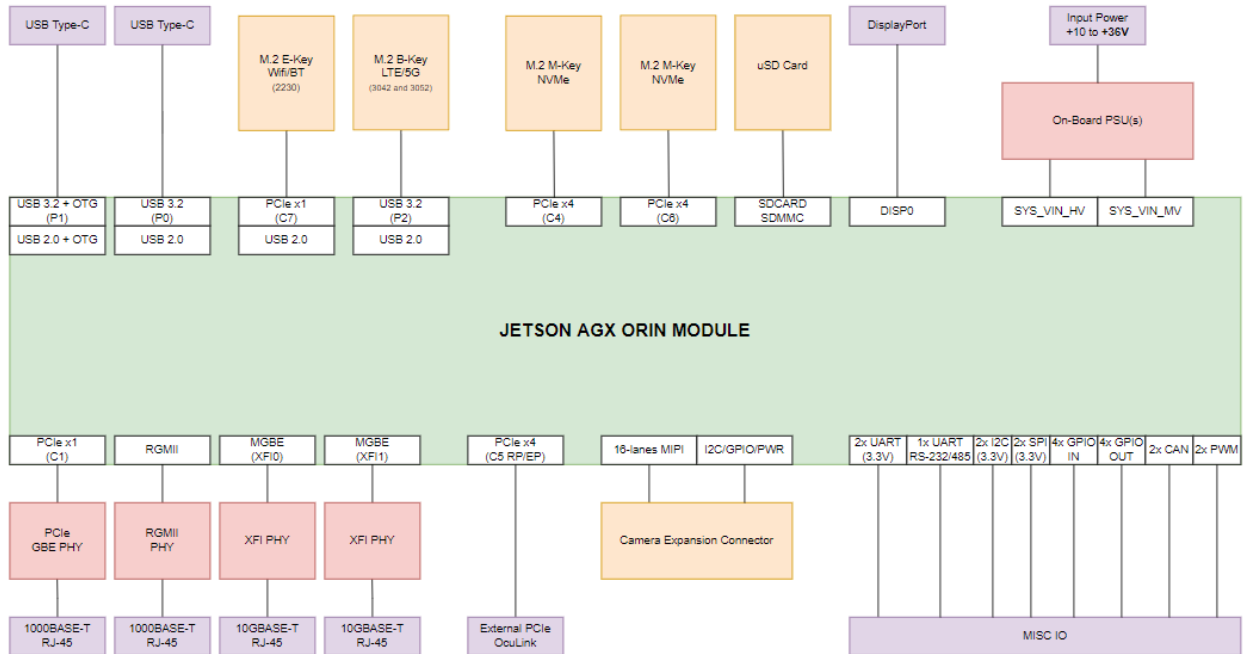 USB Type-C
USB Type-C
M.2 E-Key
Wifi/BT
(2230)
M.2 B-Key
LTE/5G
(3042 and 3052)
M.2 M-Key
NVMe
M.2 M-Key
NVMe
uSD Card
DisplayPort
Input Power
+10 to +36V
On-Board PSU(s)
USB 3.2 + OTG
(P1)
USB 2.0 + OTG
USB 3.2
(P0)
USB 2.0
PCIe x1
(C7)
USB 2.0
USB 3.2
(P2)
USB 2.0
PCIe x4
(C4)
PCIe x4
(C6)
SDCARD
SDMMC
DISP0
SYS_VIN_HV
SYS_VIN_MV
JETSON AGX ORIN MODULE
PCIe x1
(C1)
RGMII
MGBE
(XFI0)
MGBE
(XFI1)
PCIe x4
(C5 RP/EP)
16-lanes MIPI
I2C/GPIO/PWR
2x UART
(3.3V)
1x UART
RS-232/485
2x I2C
(3.3V)
2x SPI
(3.3V)
4x GPIO
IN
4x GPIO
OUT
2x CAN
2x PWM
PCIe
GBE PHY
RGMII
PHY
XFI PHY
XFI PHY
Camera Expansion Connector
1000BASE-T
RJ-45
1000BASE-T
RJ-45
10GBASE-T
RJ-45
10GBASE-T
RJ-45
External PCIe
OcuLink
MISC IO